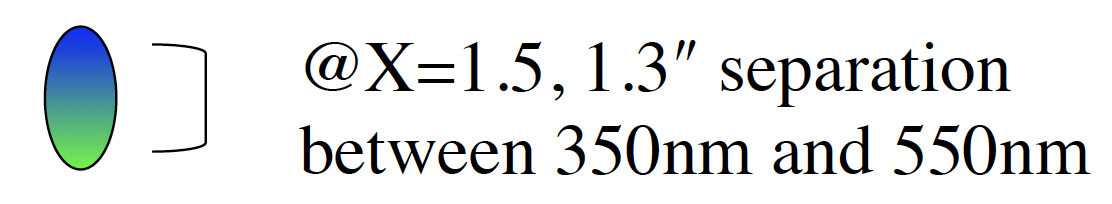 @X=1.5, 1.3″ separation
between 350nm and 550nm